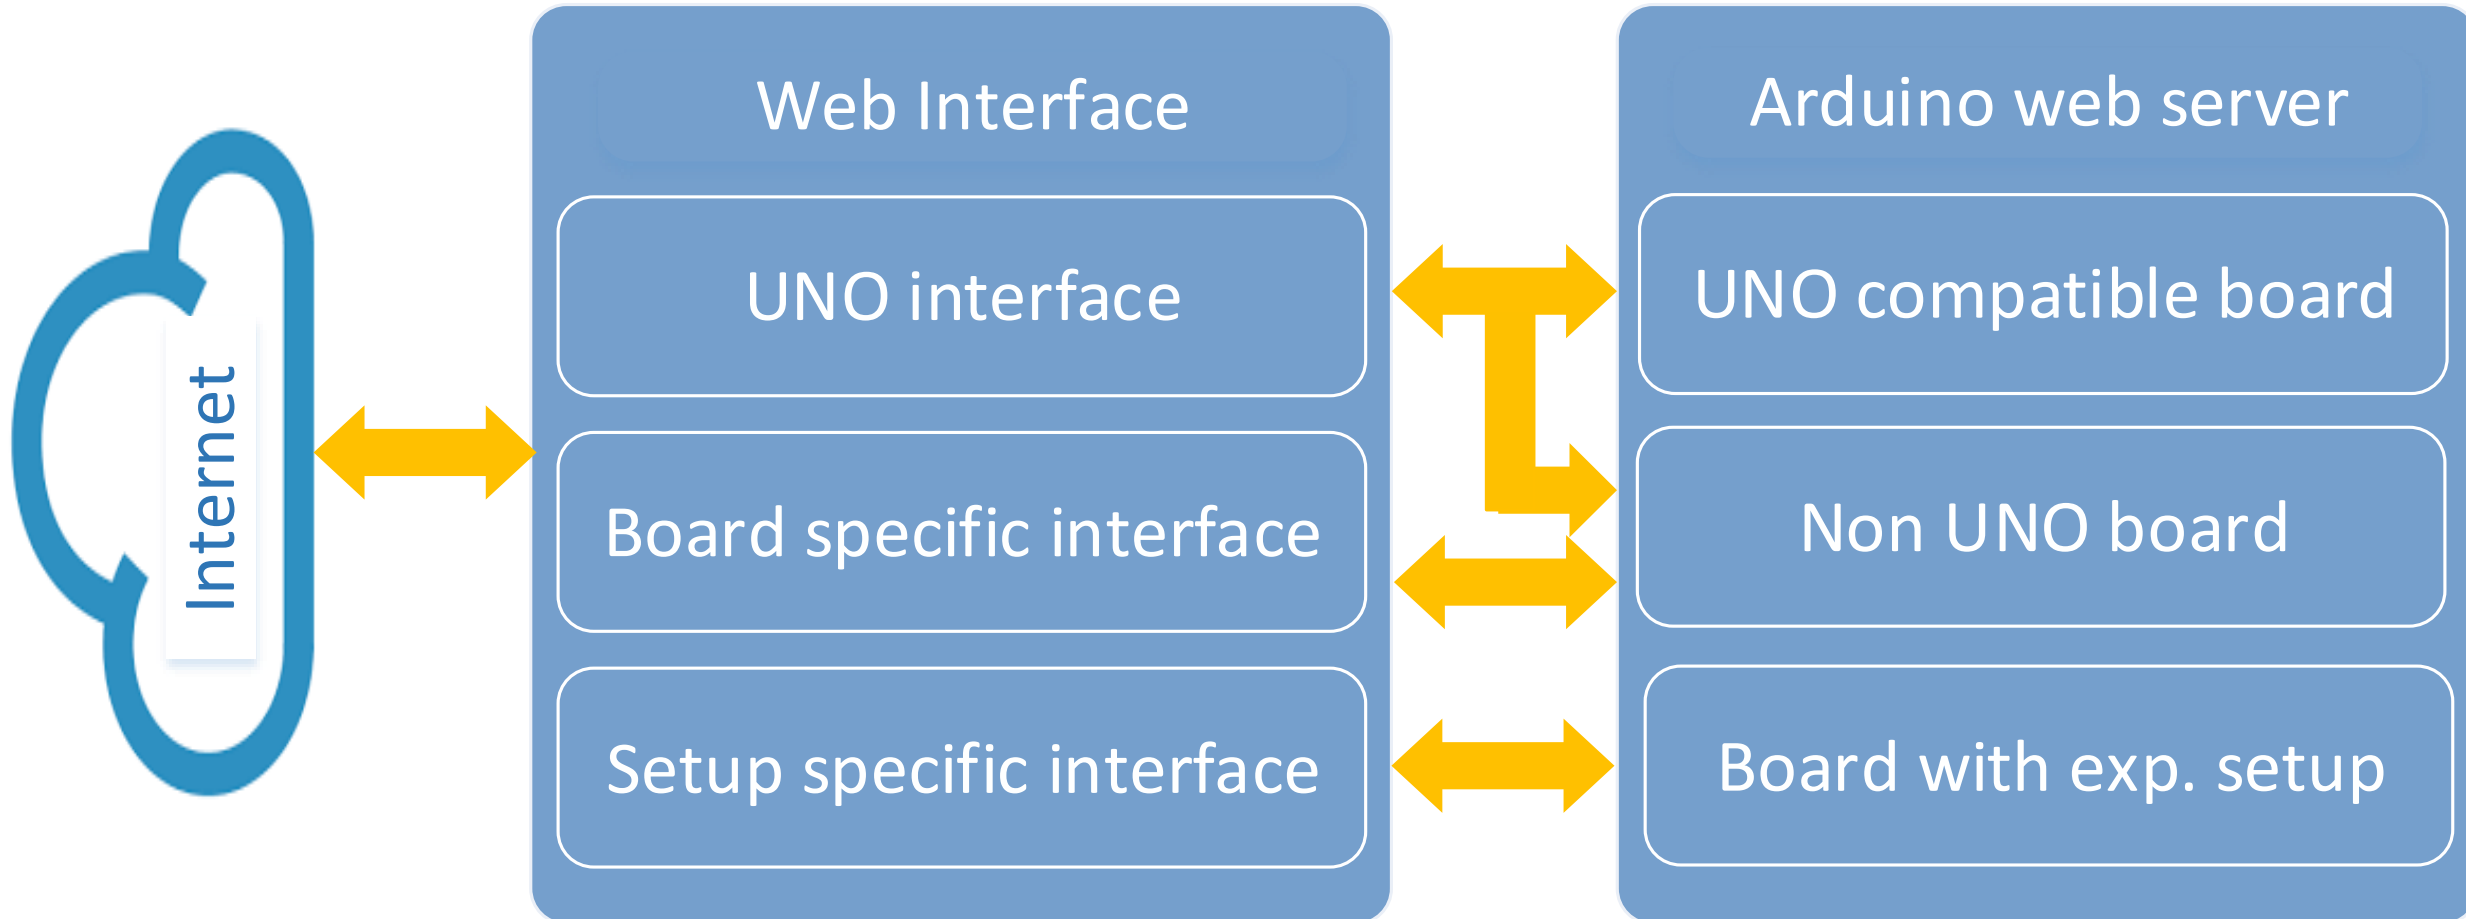 Internet
Web Interface
UNO interface
Board specific interface
Setup specific interface
Arduino web server
UNO compatible board
Non UNO board
Board with exp. setup